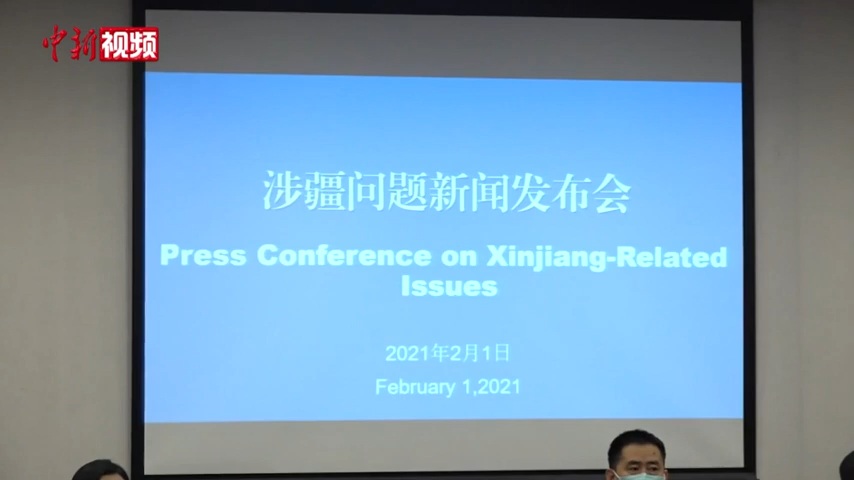 中新视频
涉疆问题新闻发布会
Press Conference on Xinjiang-Related
Issues
2021年2月1日
February 1,2021